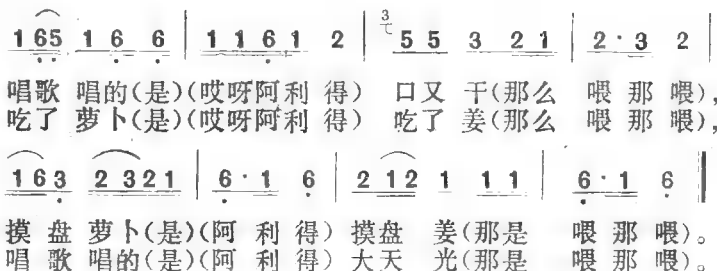 3
1 65 1 6 6 | 1 1 6 1 2 | 5 5 3 2 1 | 2 · 3 2 |
唱歌 唱的(是)(哎呀阿利得) 口又 干(那么 喂那喂),
吃了 萝卜(是)(哎呀阿利得) 吃了 姜(那么 喂那喂),
1 6 3 2 3 2 1 | 6 · 1 6 | 2 1 2 1 1 1 | 6 · 1 6 ‖
摸盘萝卜(是)(阿利得) 摸盘 姜(那是 喂那喂)。
唱歌唱的(是)(阿利得) 大天 光(那是 喂那喂)。